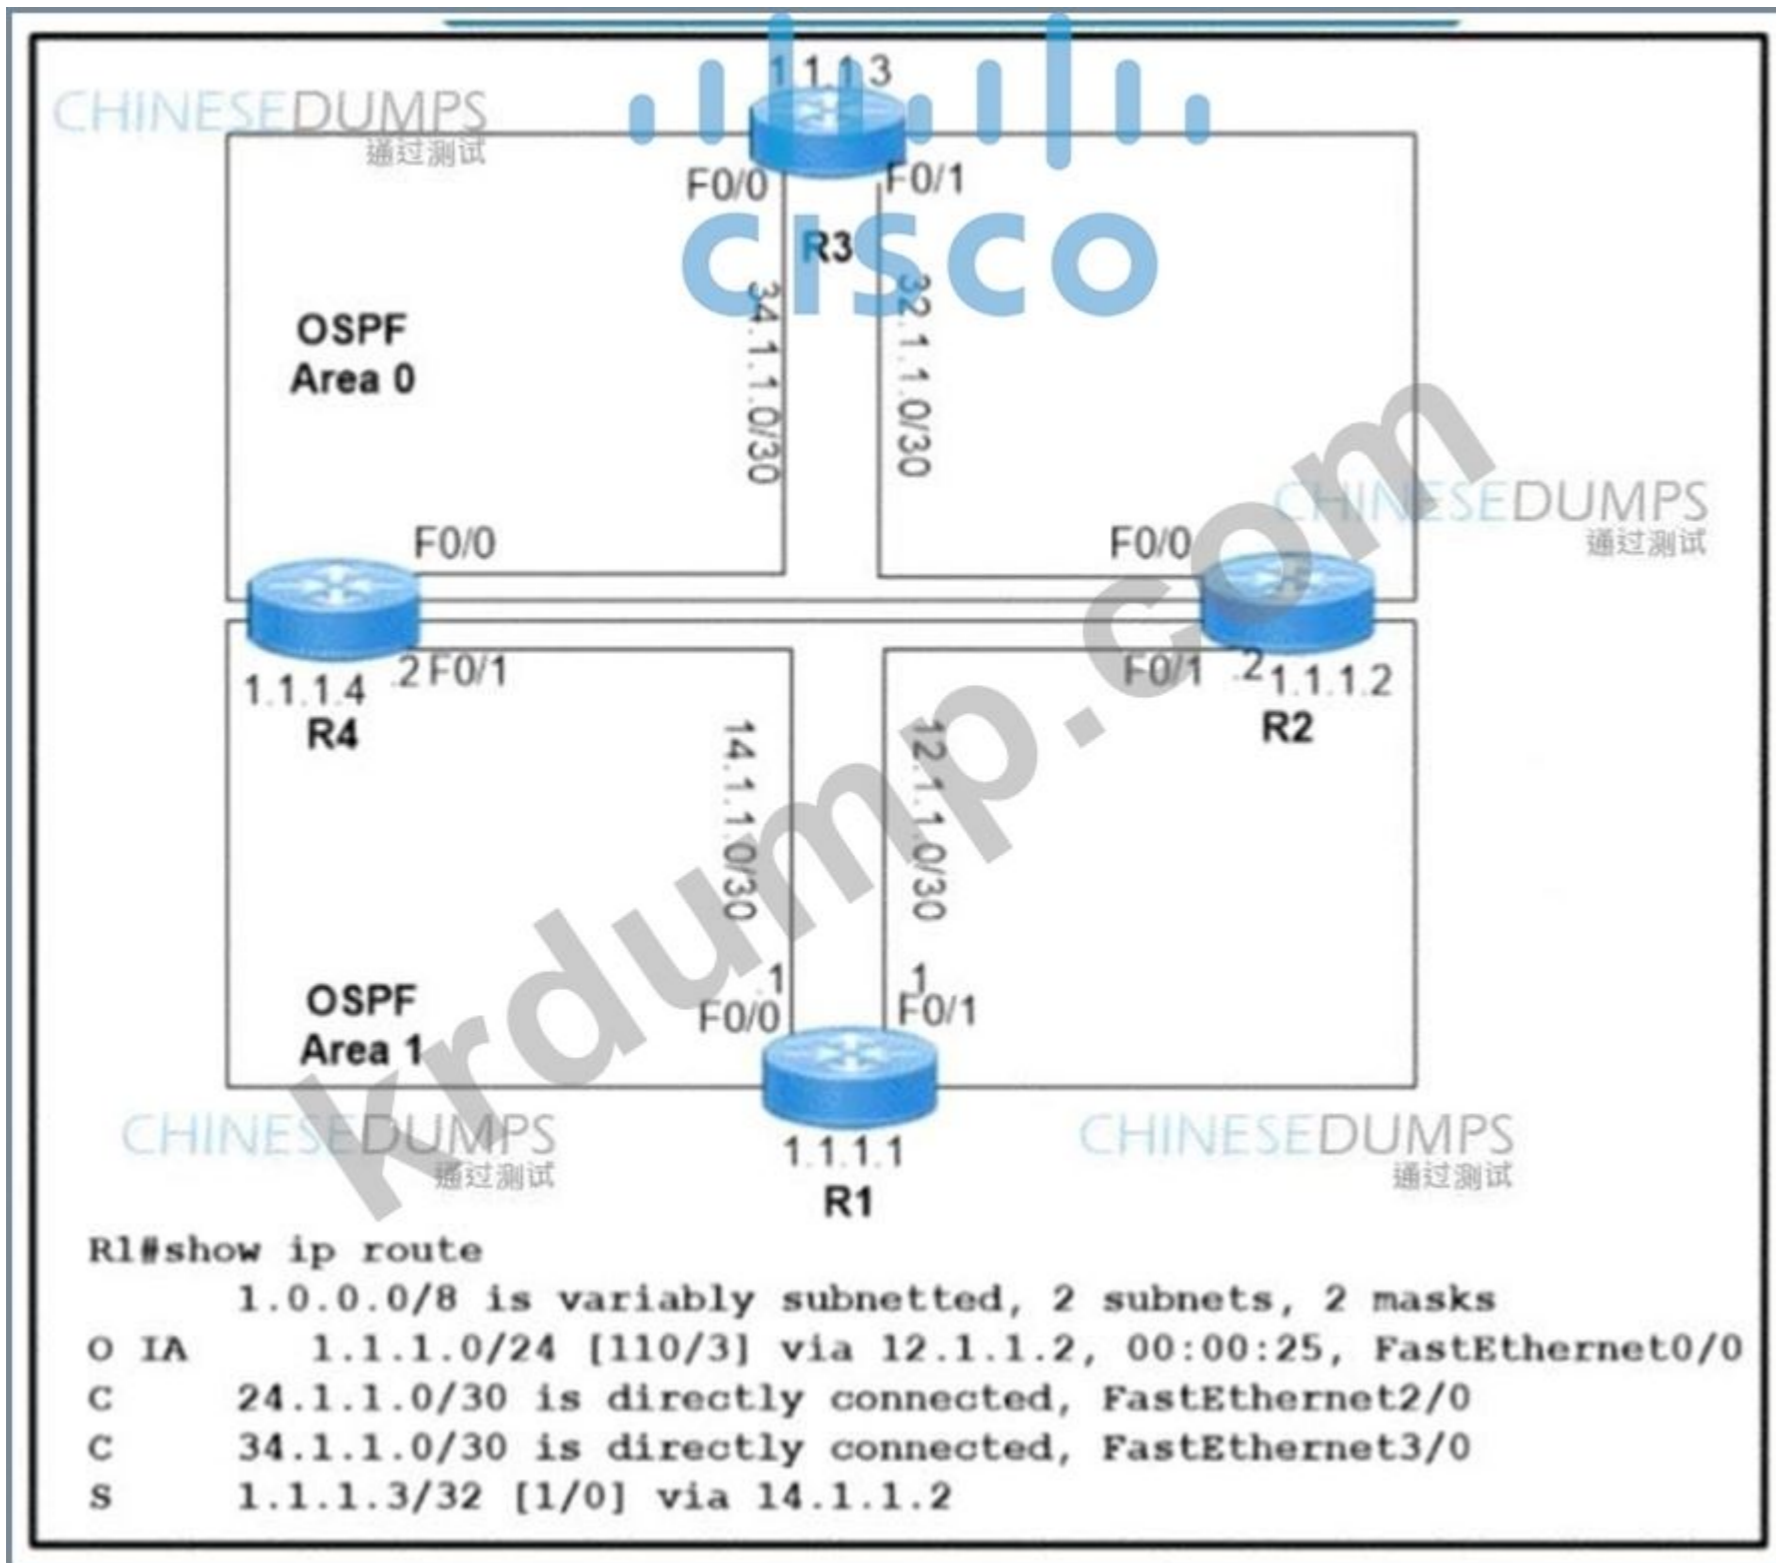 1.1.1.3
CHINESEDUMPS
通过测试
F0/0
F0/1
CISCO
R3
34.1.1.0/30
32.1.1.0/30
OSPF
Area 0
CHINESEDUMPS
通过测试
F0/0
F0/0
.2 F0/1
F0/1 .2
1.1.1.4
1.1.1.2
R4
R2
14.1.1.0/30
12.1.1.0/30
krdump.com
.1
.1
F0/0
F0/1
OSPF
Area 1
CHINESEDUMPS
通过测试
CHINESEDUMPS
通过测试
1.1.1.1
R1
R1#show ip route
1.0.0.0/8 is variably subnetted, 2 subnets, 2 masks
O IA 1.1.1.0/24 [110/3] via 12.1.1.2, 00:00:25, FastEthernet0/0
C 24.1.1.0/30 is directly connected, FastEthernet2/0
C 34.1.1.0/30 is directly connected, FastEthernet3/0
S 1.1.1.3/32 [1/0] via 14.1.1.2